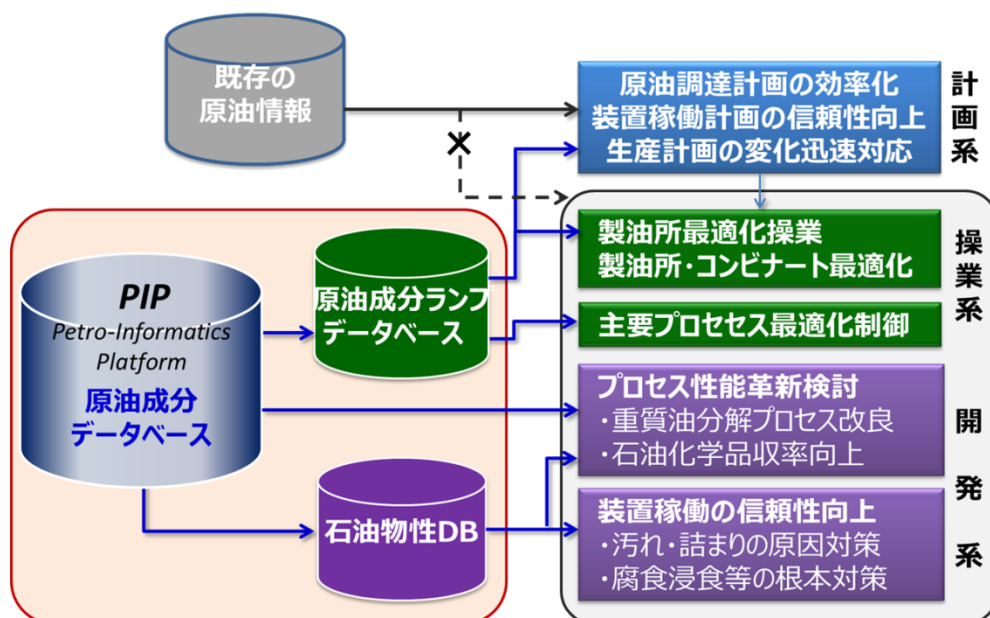 既存の
原油情報
原油調達計画の効率化
装置稼働計画の信頼性向上
生産計画の変化迅速対応
計画系
×
製油所最適化操業
製油所・コンビナート最適化
主要プロセセス最適化制御
操業系
PIP
Petro-Informatics
Platform
原油成分
データベース
原油成分ランプ
データベース
石油物性DB
プロセス性能革新検討
・重質油分解プロセス改良
・石油化学品収率向上
装置稼働の信頼性向上
・汚れ・詰まりの原因対策
・腐食浸食等の根本対策
開発系